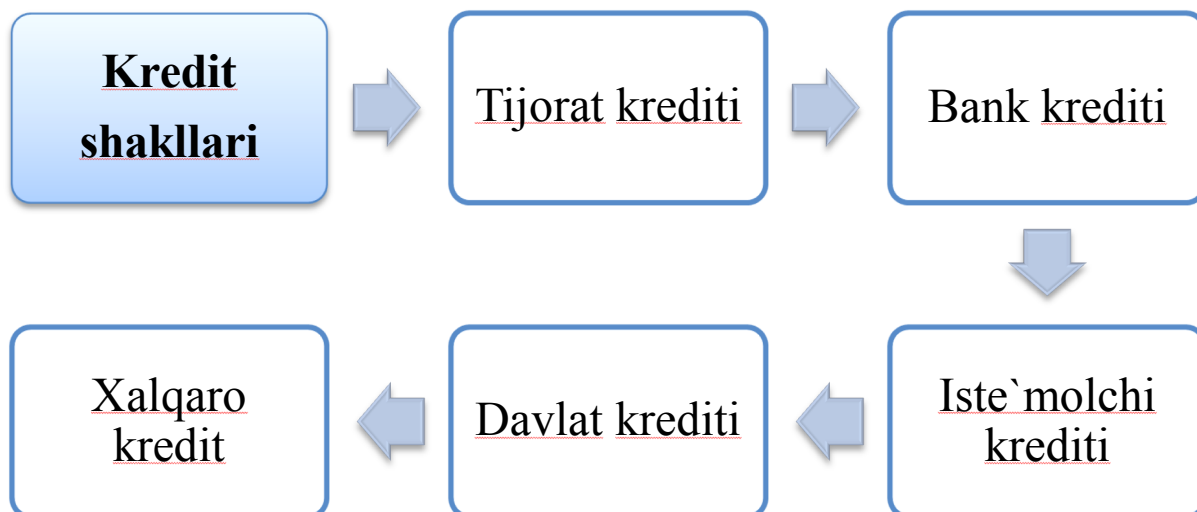 Kredit
shakllari
Tijorat krediti
Bank krediti
Iste`molchi
krediti
Davlat krediti
Xalqaro
kredit